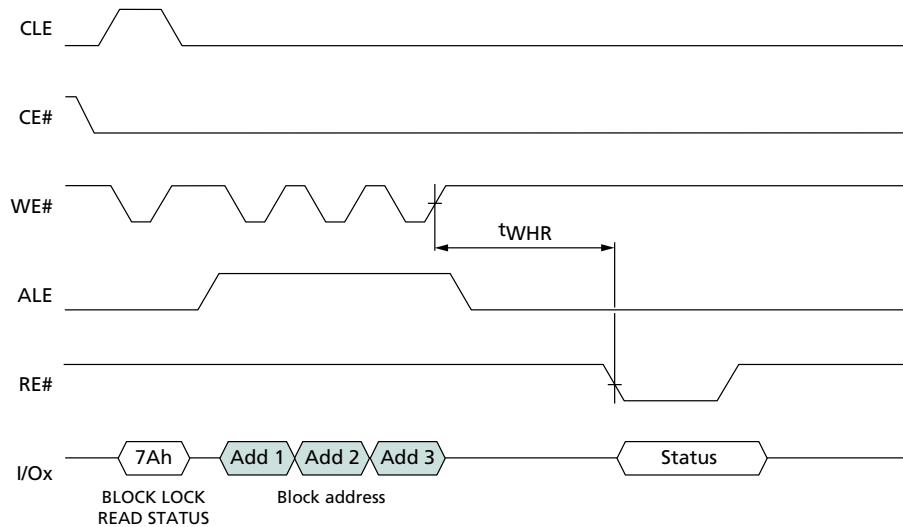 CLE
CE#
WE#
tWHR
ALE
RE#
I/Ox
7Ah
Add 1
Add 2
Add 3
Status
BLOCK LOCK
READ STATUS
Block address